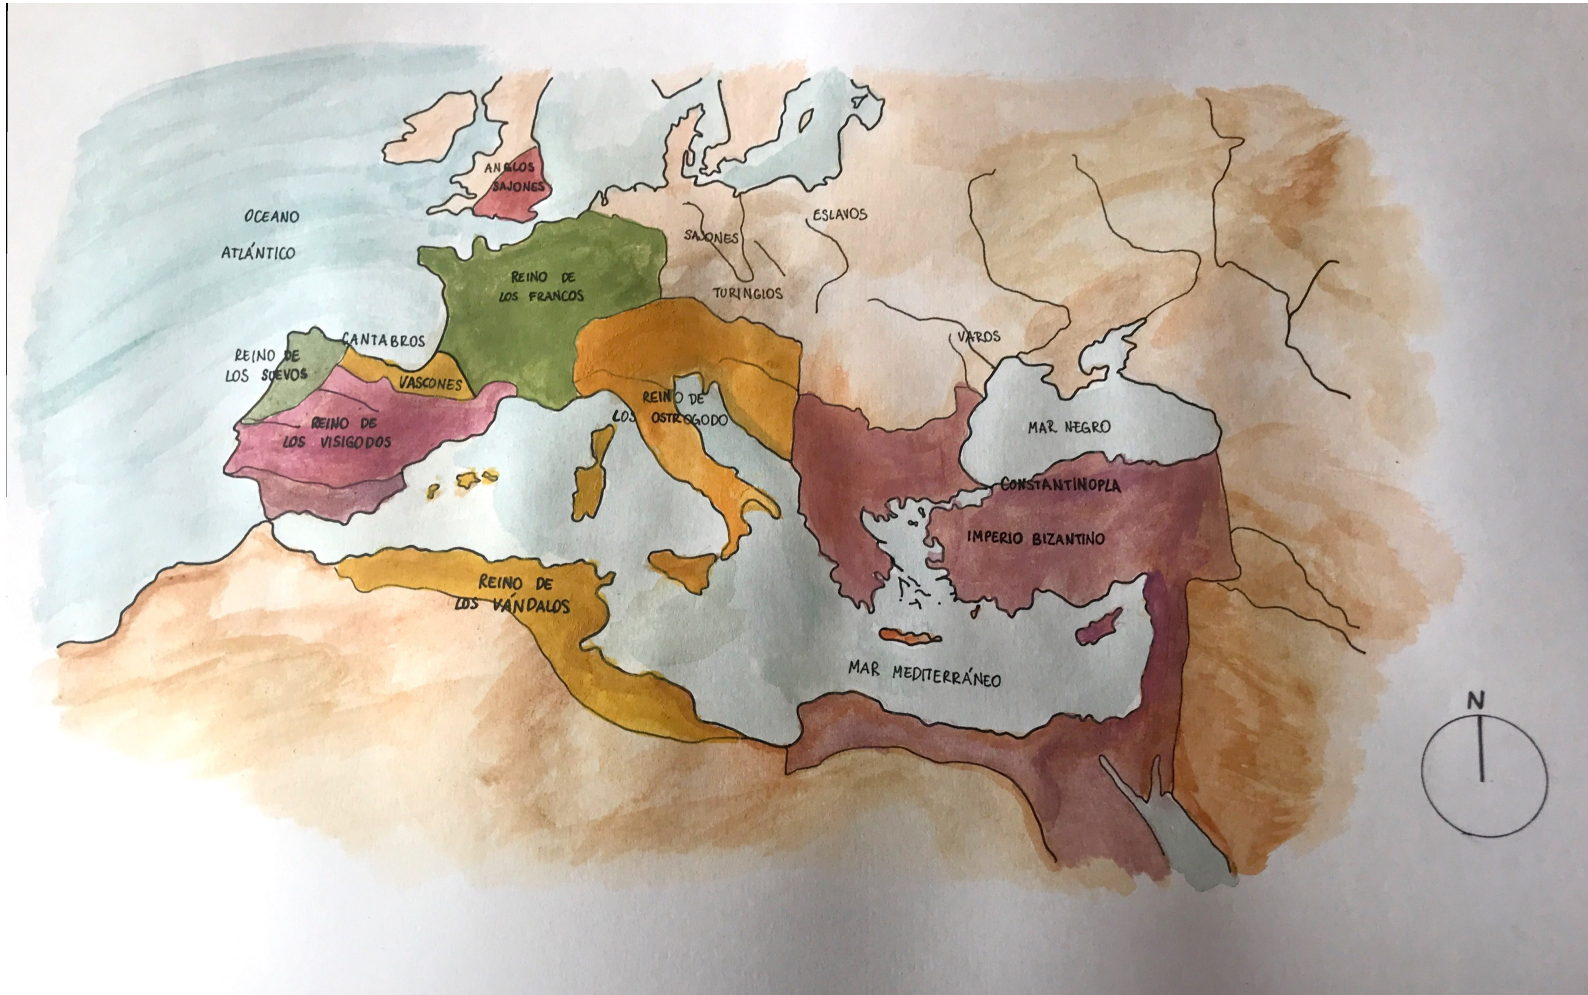 ANGLOS
SAJONES
OCEANO
ATLÁNTICO
ESLAVOS
SAJONES
REINO DE
LOS FRANCOS
TURINGIOS
CANTABROS
VAROS
REINO DE
LOS SUEVOS
VASCONES
REINO DE
LOS OSTROGODO
REINO DE
LOS VISIGODOS
MAR NEGRO
CONSTANTINOPLA
IMPERIO BIZANTINO
REINO DE
LOS VÁNDALOS
MAR MEDITERRÁNEO
N